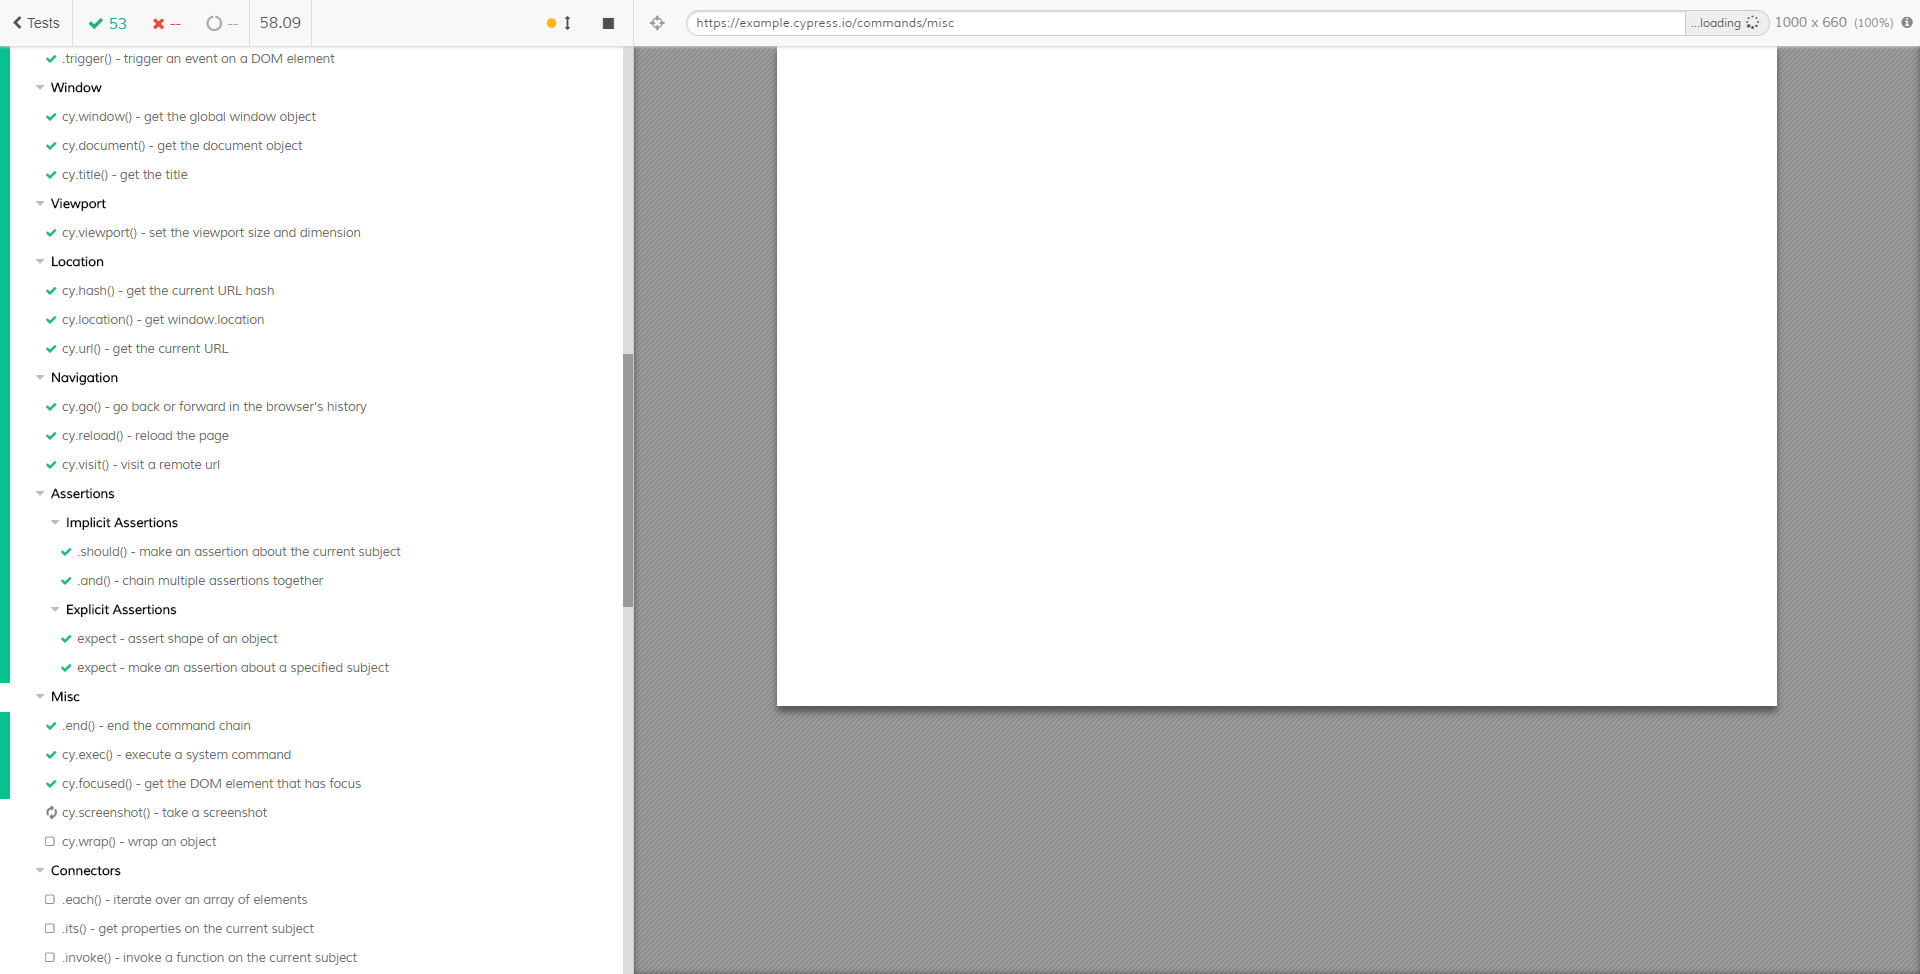 Tests 53 -- -- 58.09
https://example.cypress.io/commands/misc ...loading 1000 x 660 (100%)
.trigger() - trigger an event on a DOM element
Window
cy.window() - get the global window object
cy.document() - get the document object
cy.title() - get the title
Viewport
cy.viewport() - set the viewport size and dimension
Location
cy.hash() - get the current URL hash
cy.location() - get window.location
cy.url() - get the current URL
Navigation
cy.go() - go back or forward in the browser's history
cy.reload() - reload the page
cy.visit() - visit a remote url
Assertions
Implicit Assertions
.should() - make an assertion about the current subject
.and() - chain multiple assertions together
Explicit Assertions
expect - assert shape of an object
expect - make an assertion about a specified subject
Misc
.end() - end the command chain
cy.exec() - execute a system command
cy.focused() - get the DOM element that has focus
cy.screenshot() - take a screenshot
cy.wrap() - wrap an object
Connectors
.each() - iterate over an array of elements
.its() - get properties on the current subject
.invoke() - invoke a function on the current subject